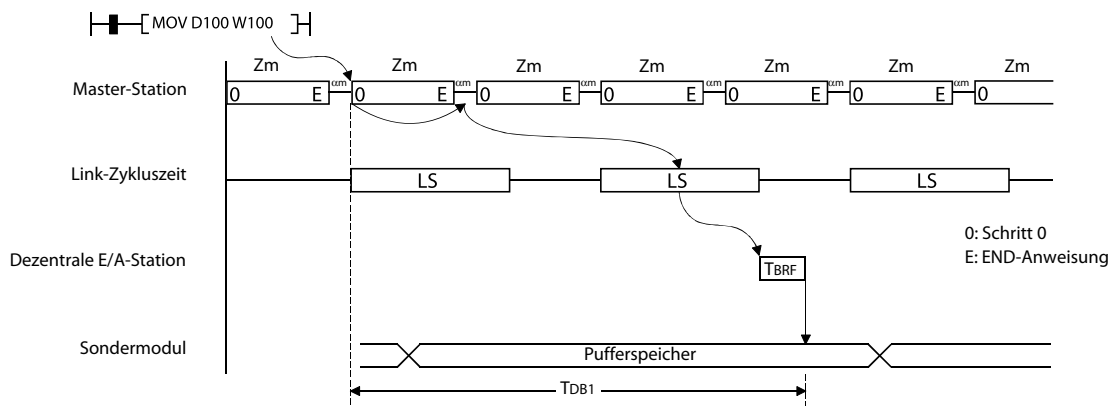 MOV D100 W100
Zm Zm Zm Zm Zm Zm Zm
αm αm αm αm αm αm
Master-Station
0 E 0 E 0 E 0 E 0 E 0 E 0
Link-Zykluszeit
LS LS LS
0: Schritt 0
E: END-Anweisung
Dezentrale E/A-Station
TBRF
Sondermodul
Pufferspeicher
TDB1